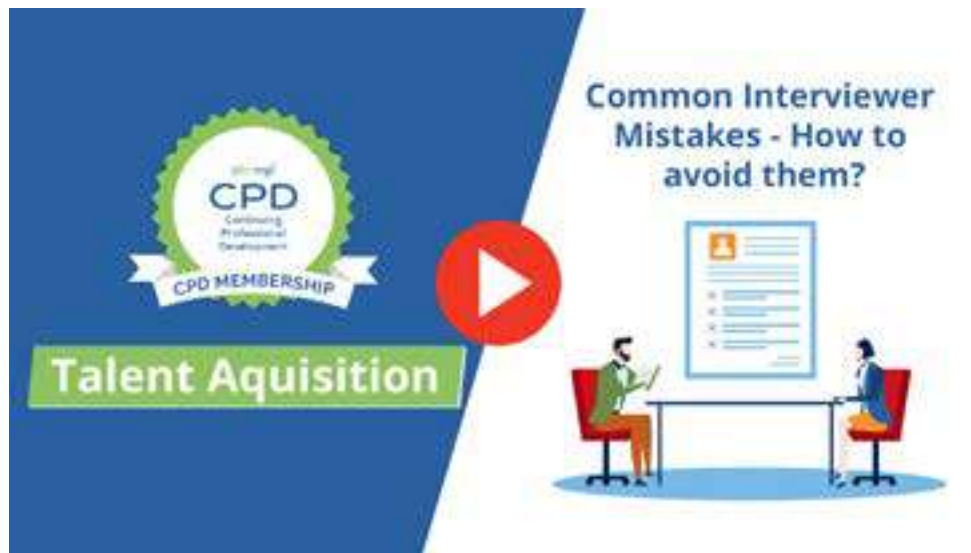 CPD
Continuing
Professional
Development
CPD MEMBERSHIP
Talent Aquisition
Common Interviewer
Mistakes - How to
avoid them?